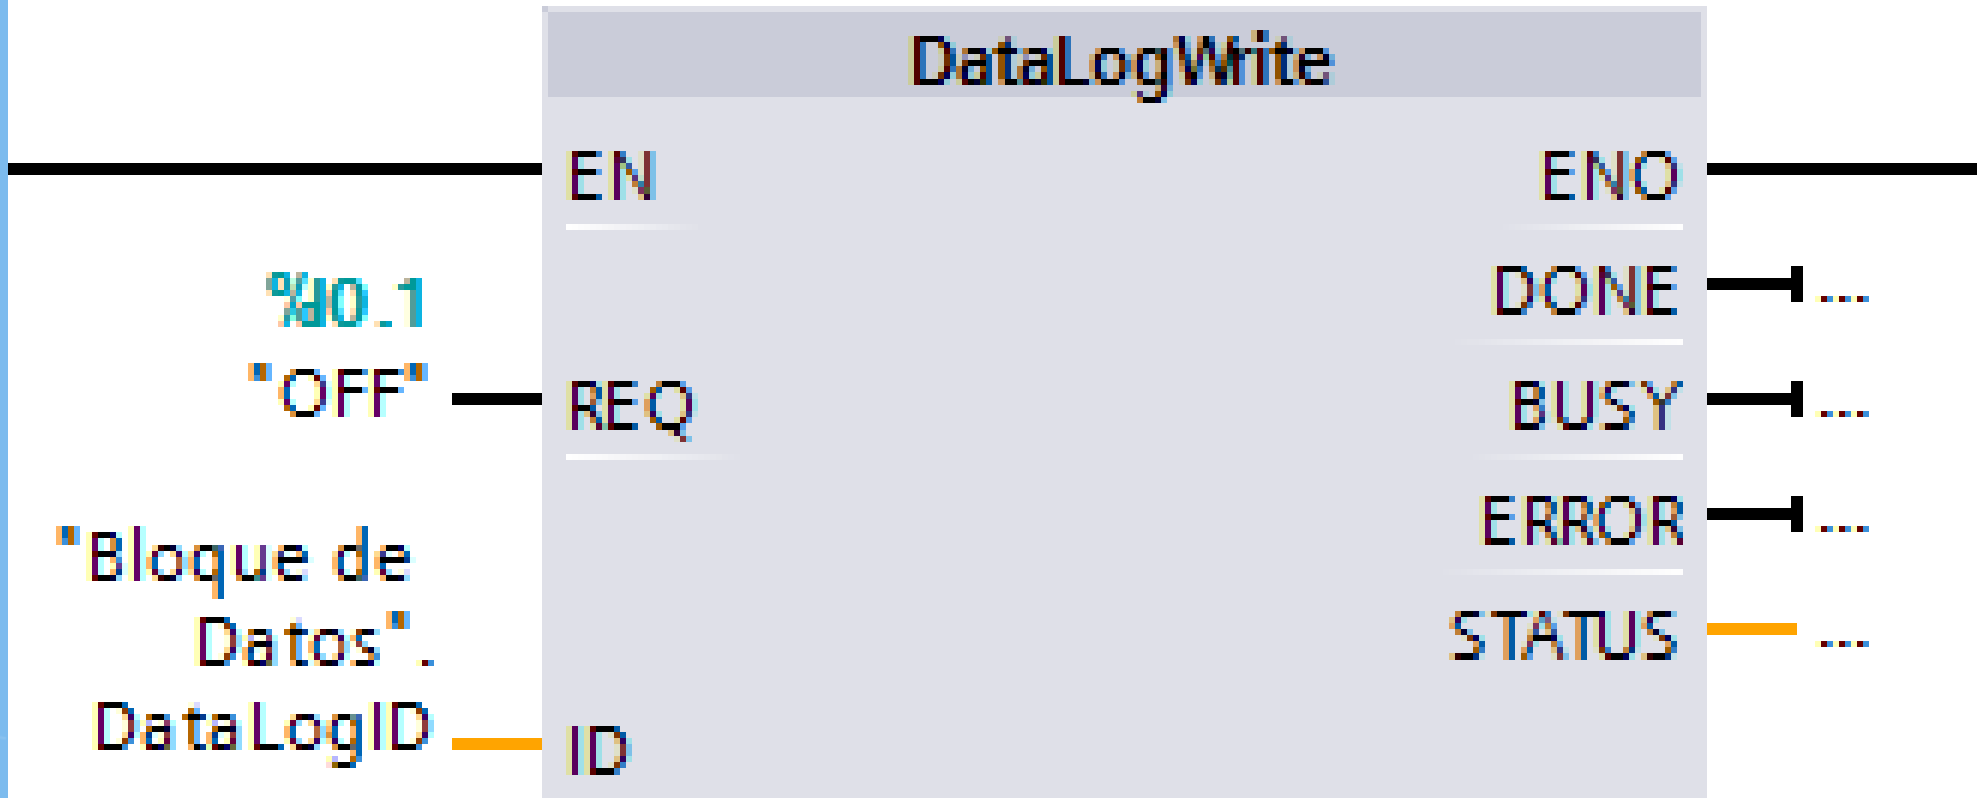 DataLogWrite
EN
ENO
%I0.1
"OFF"
REQ
DONE
...
BUSY
...
ERROR
...
STATUS
...
"Bloque de
Datos".
DataLogID
ID